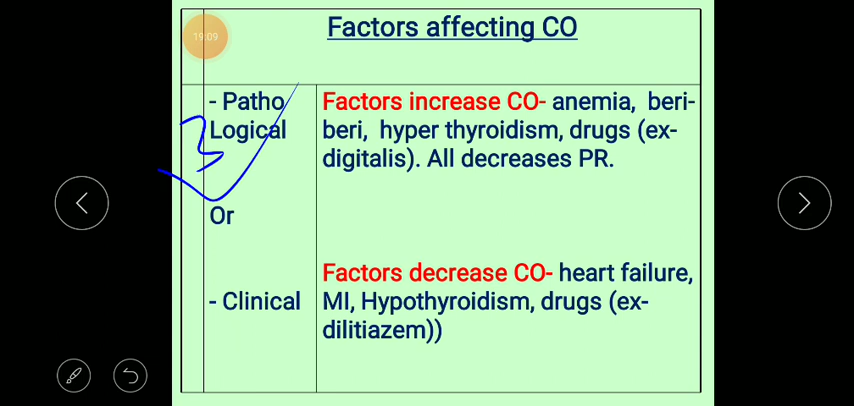 Factors affecting CO
19:09
- Patho
Logical
Or
- Clinical
Factors increase CO- anemia, beri-
beri, hyper thyroidism, drugs (ex-
digitalis). All decreases PR.
Factors decrease CO- heart failure,
MI, Hypothyroidism, drugs (ex-
dilitiazem))
3